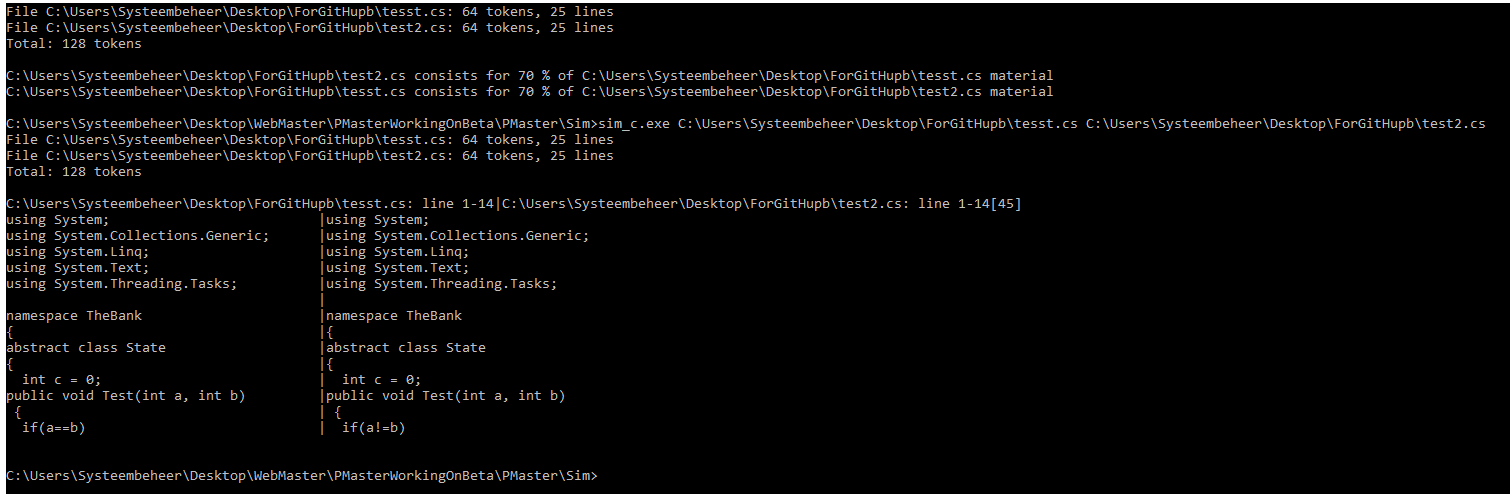 File C:\Users\Systeembeheer\Desktop\ForGitHupb\tesst.cs: 64 tokens, 25 lines
File C:\Users\Systeembeheer\Desktop\ForGitHupb\test2.cs: 64 tokens, 25 lines
Total: 128 tokens

C:\Users\Systeembeheer\Desktop\ForGitHupb\test2.cs consists for 70 % of C:\Users\Systeembeheer\Desktop\ForGitHupb\tesst.cs material
C:\Users\Systeembeheer\Desktop\ForGitHupb\tesst.cs consists for 70 % of C:\Users\Systeembeheer\Desktop\ForGitHupb\test2.cs material

C:\Users\Systeembeheer\Desktop\WebMaster\PMasterWorkingOnBeta\PMaster\Sim>sim_c.exe C:\Users\Systeembeheer\Desktop\ForGitHupb\tesst.cs C:\Users\Systeembeheer\Desktop\ForGitHupb\test2.cs
File C:\Users\Systeembeheer\Desktop\ForGitHupb\tesst.cs: 64 tokens, 25 lines
File C:\Users\Systeembeheer\Desktop\ForGitHupb\test2.cs: 64 tokens, 25 lines
Total: 128 tokens

C:\Users\Systeembeheer\Desktop\ForGitHupb\tesst.cs: line 1-14|C:\Users\Systeembeheer\Desktop\ForGitHupb\test2.cs: line 1-14[45]
using System;                          |using System;
using System.Collections.Generic;      |using System.Collections.Generic;
using System.Linq;                     |using System.Linq;
using System.Text;                     |using System.Text;
using System.Threading.Tasks;          |using System.Threading.Tasks;
                                       |
namespace TheBank                      |namespace TheBank
{                                      |{
abstract class State                   |abstract class State
{                                      |{
  int c = 0;                           |  int c = 0;
public void Test(int a, int b)         |public void Test(int a, int b)
 {                                     | {
  if(a==b)                             |  if(a!=b)

C:\Users\Systeembeheer\Desktop\WebMaster\PMasterWorkingOnBeta\PMaster\Sim>